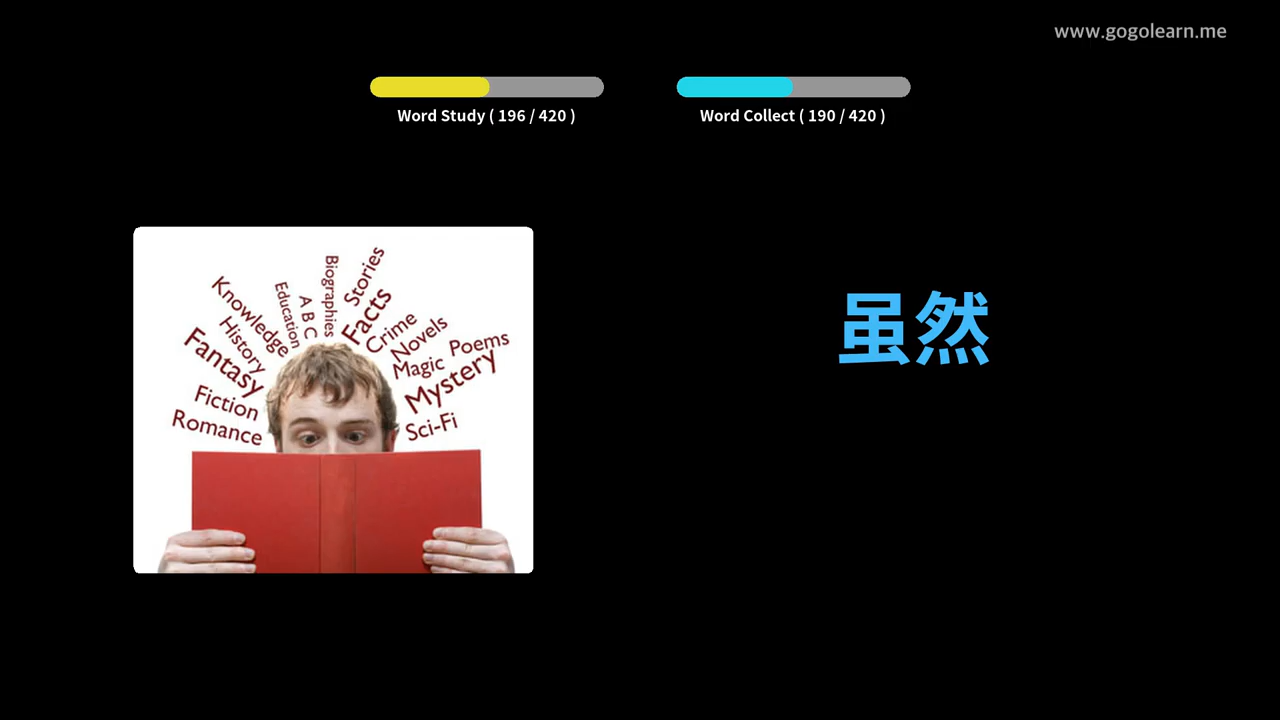 www.gogolearn.me
Word Study ( 196 / 420 )
Word Collect ( 190 / 420 )
虽然
Biographies
Stories
Education
A B C
Facts
Knowledge
History
Crime
Novels
Fantasy
Magic
Poems
Mystery
Fiction
Romance
Sci-Fi